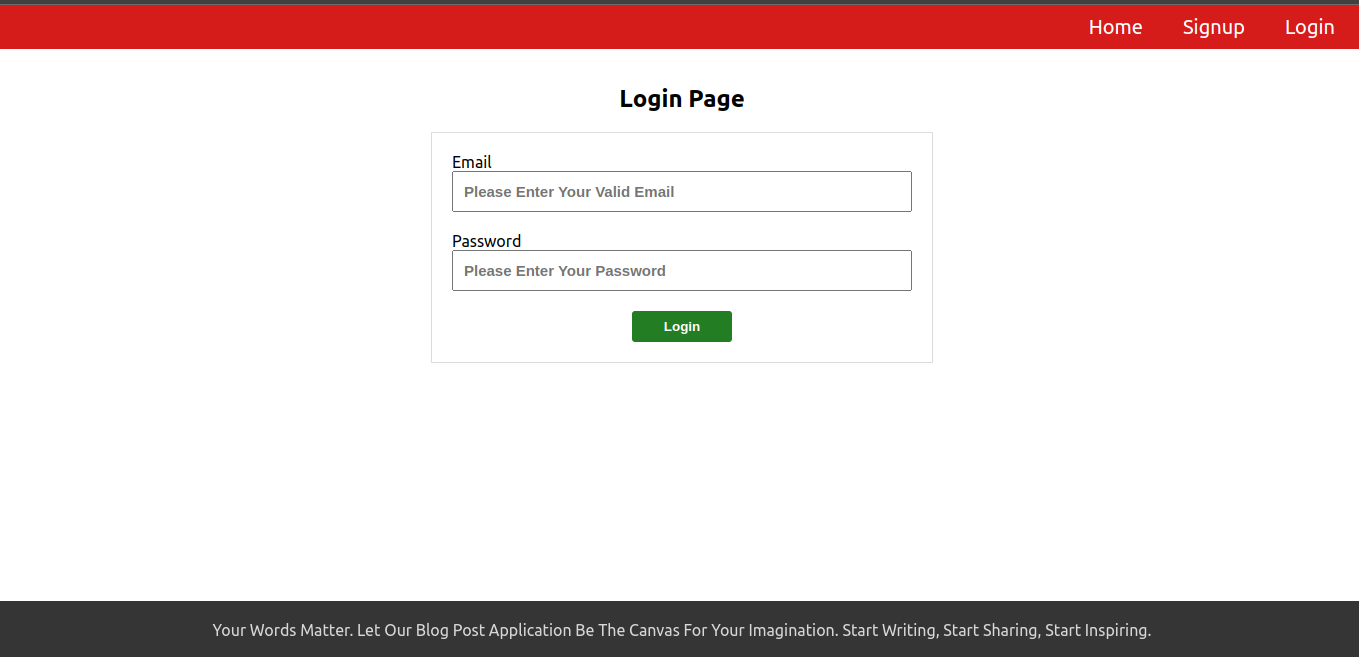 Home Signup Login
Login Page
Email
Please Enter Your Valid Email
Password
Please Enter Your Password
Login
Your Words Matter. Let Our Blog Post Application Be The Canvas For Your Imagination. Start Writing, Start Sharing, Start Inspiring.